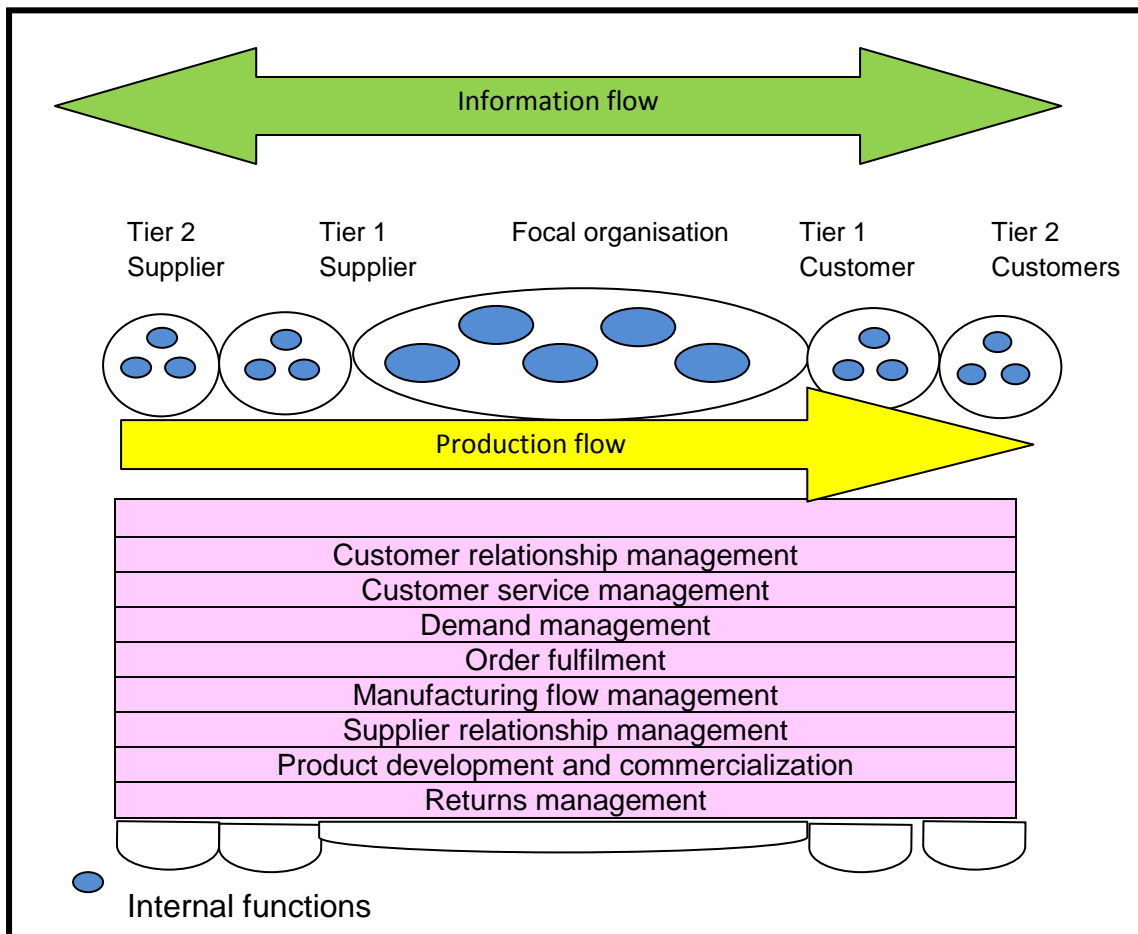 Information flow
Tier 2 Tier 1 Focal organisation Tier 1 Tier 2
Supplier Supplier Customer Customers
Production flow
Customer relationship management
Customer service management
Demand management
Order fulfilment
Manufacturing flow management
Supplier relationship management
Product development and commercialization
Returns management
Internal functions